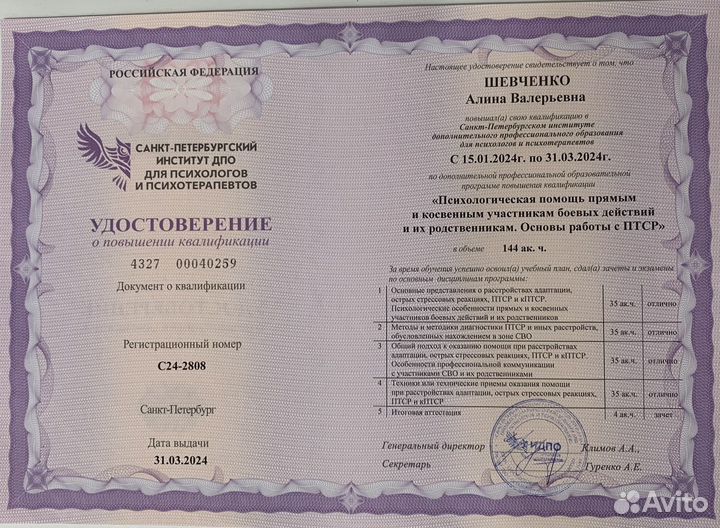 РОССИЙСКАЯ ФЕДЕРАЦИЯ
САНКТ-ПЕТЕРБУРГСКИЙ
ИНСТИТУТ ДПО
ДЛЯ ПСИХОЛОГОВ
И ПСИХОТЕРАПЕВТОВ
УДОСТОВЕРЕНИЕ
о повышении квалификации
4327 00040259
Документ о квалификации
Регистрационный номер
С24-2808
Санкт-Петербург
Дата выдачи
31.03.2024
Настоящее удостоверение свидетельствует о том, что
ШЕВЧЕНКО
Алина Валерьевна
повышал(а) свою квалификацию в
Санкт-Петербургском институте
дополнительного профессионального образования
для психологов и психотерапевтов
С 15.01.2024г. по 31.03.2024г.
по дополнительной профессиональной образовательной
программе повышения квалификации
«Психологическая помощь прямым
и косвенным участникам боевых действий
и их родственникам. Основы работы с ПТСР»
в объеме 144 ак. ч.
За время обучения успешно освоил(а) учебный план, сдал(а) зачеты и экзамены
по основным дисциплинам программы:
1 Основные представления о расстройствах адаптации,
острых стрессовых реакциях, ПТСР и кПТСР.
Психологические особенности прямых и косвенных
участников боевых действий и их родственников 35 ак.ч. отлично
2 Методы и методики диагностики ПТСР и иных расстройств,
обусловленных нахождением в зоне СВО 35 ак.ч. отлично
3 Общий подход к оказанию помощи при расстройствах
адаптации, острых стрессовых реакциях, ПТСР и кПТСР.
Особенности профессиональной коммуникации
с участниками СВО и их родственниками 35 ак.ч. отлично
4 Техники или технические приемы оказания помощи
при расстройствах адаптации, острых стрессовых реакциях,
ПТСР и кПТСР 35 ак.ч. отлично
5 Итоговая аттестация 4 ак.ч. зачет
Генеральный директор Климов А.А.,
Секретарь Гуренко А.Е.
ИДПО
Avito